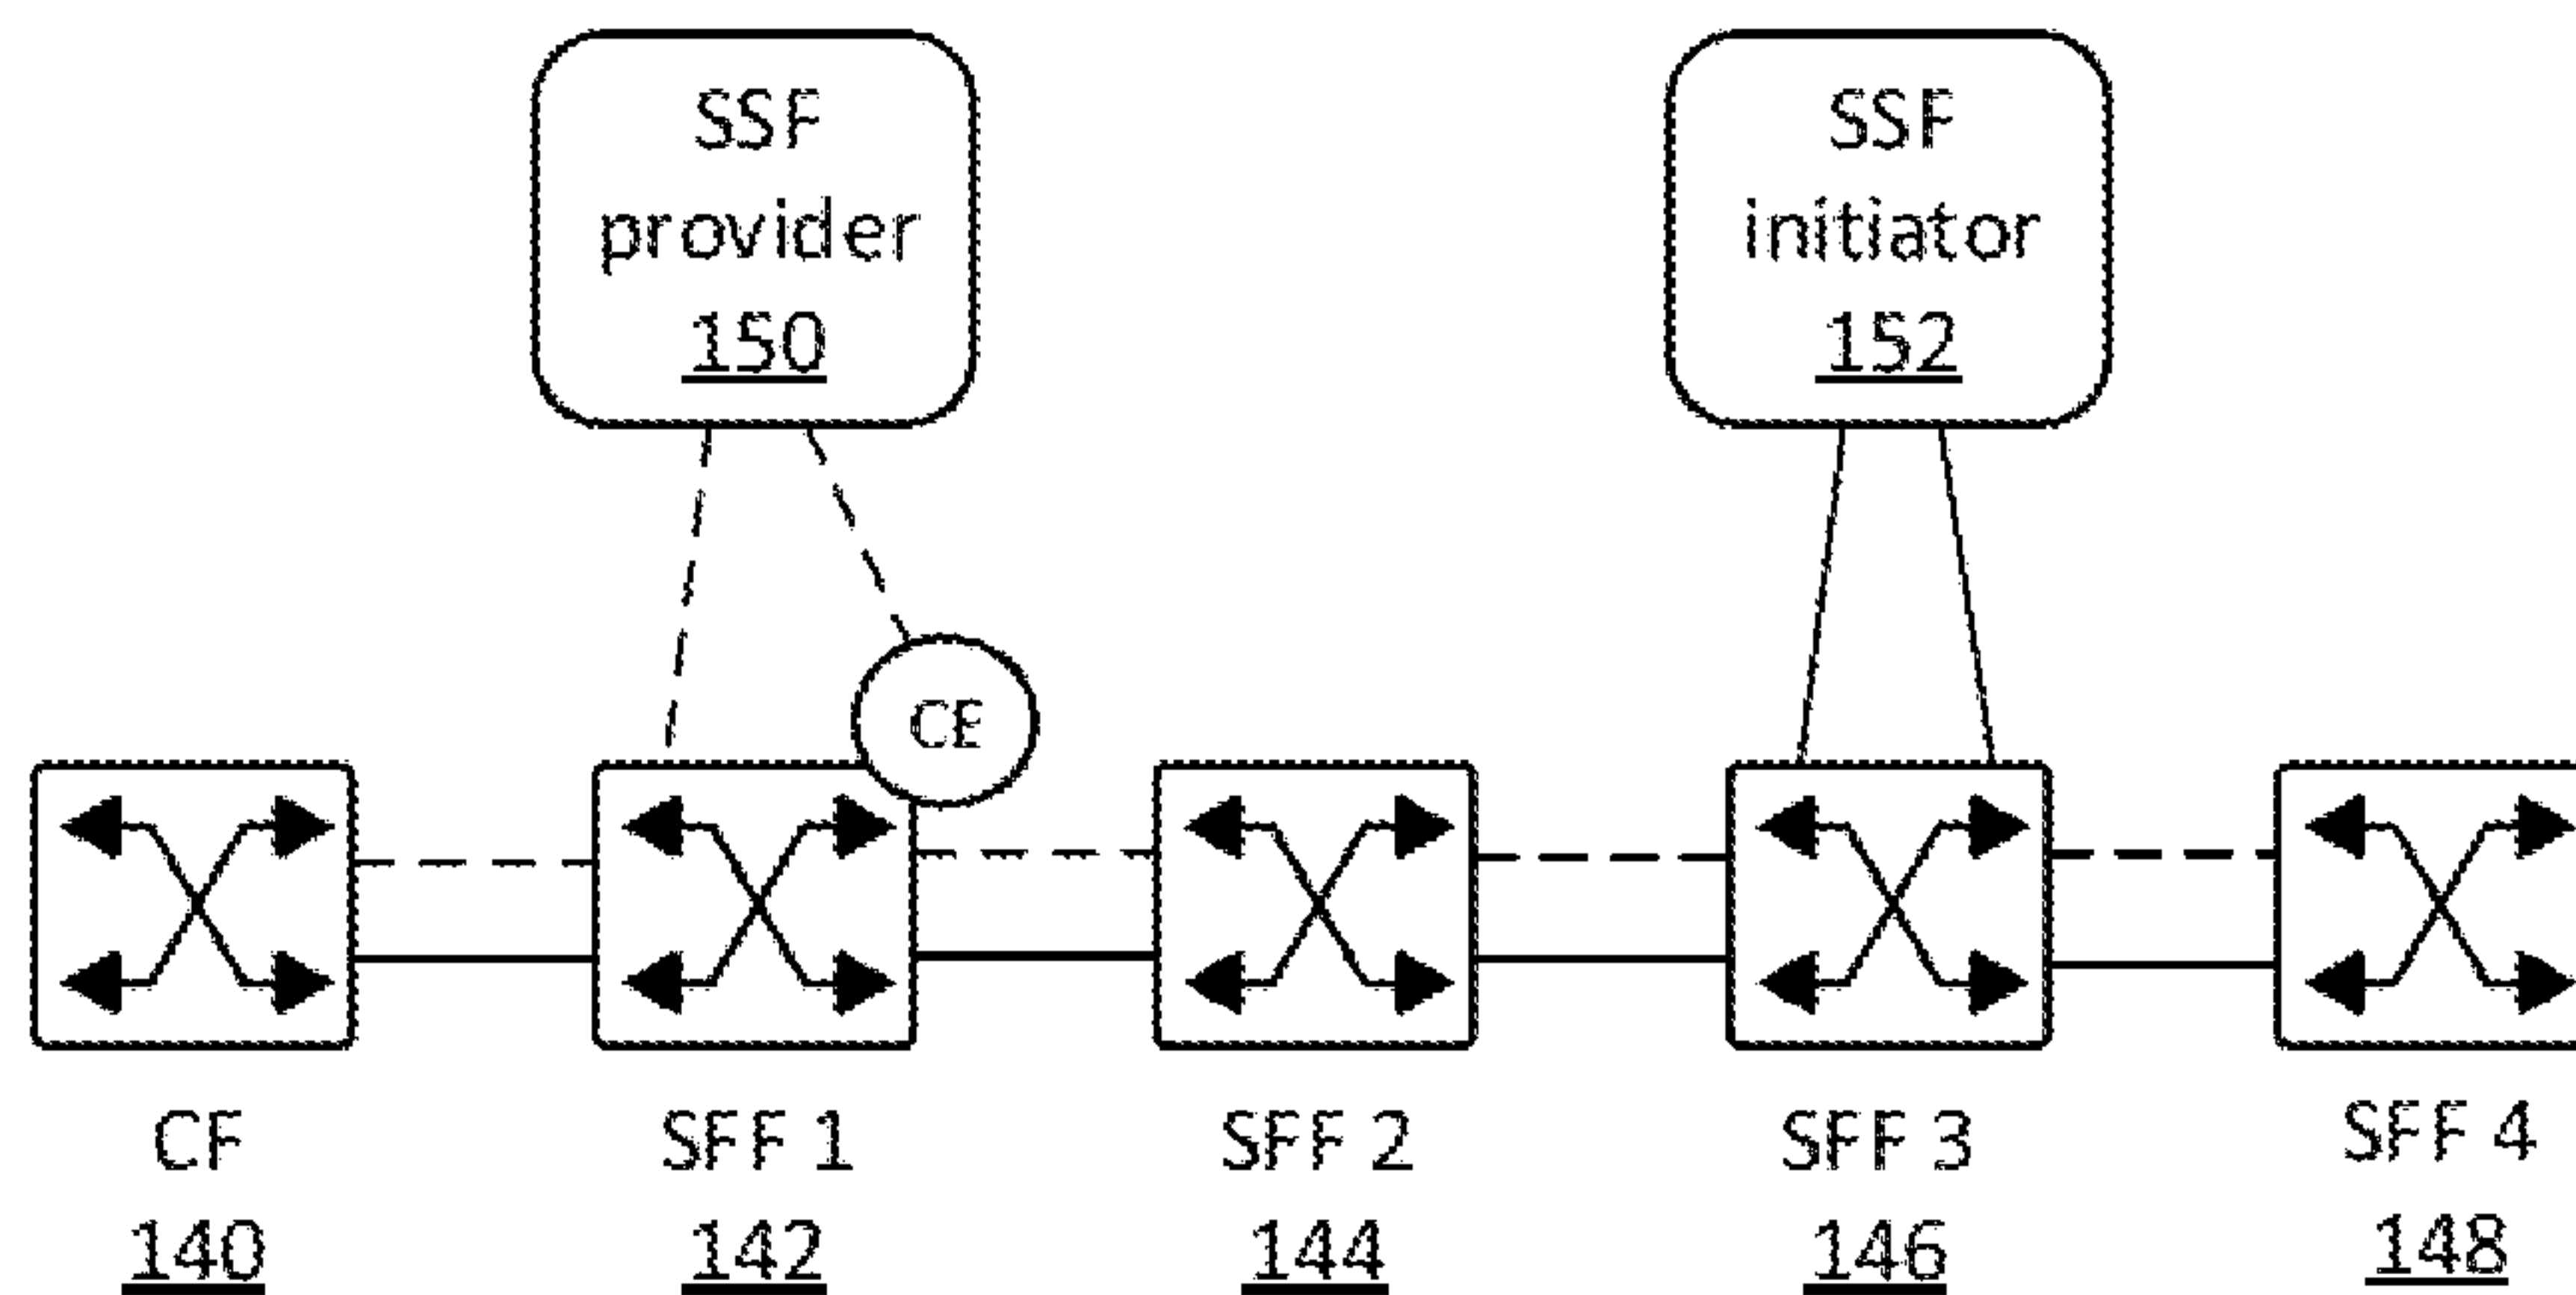 SSF
provider
150
SSF
initiator
152
CE
CF
140
SFF 1
142
SFF 2
144
SFF 3
146
SFF 4
148